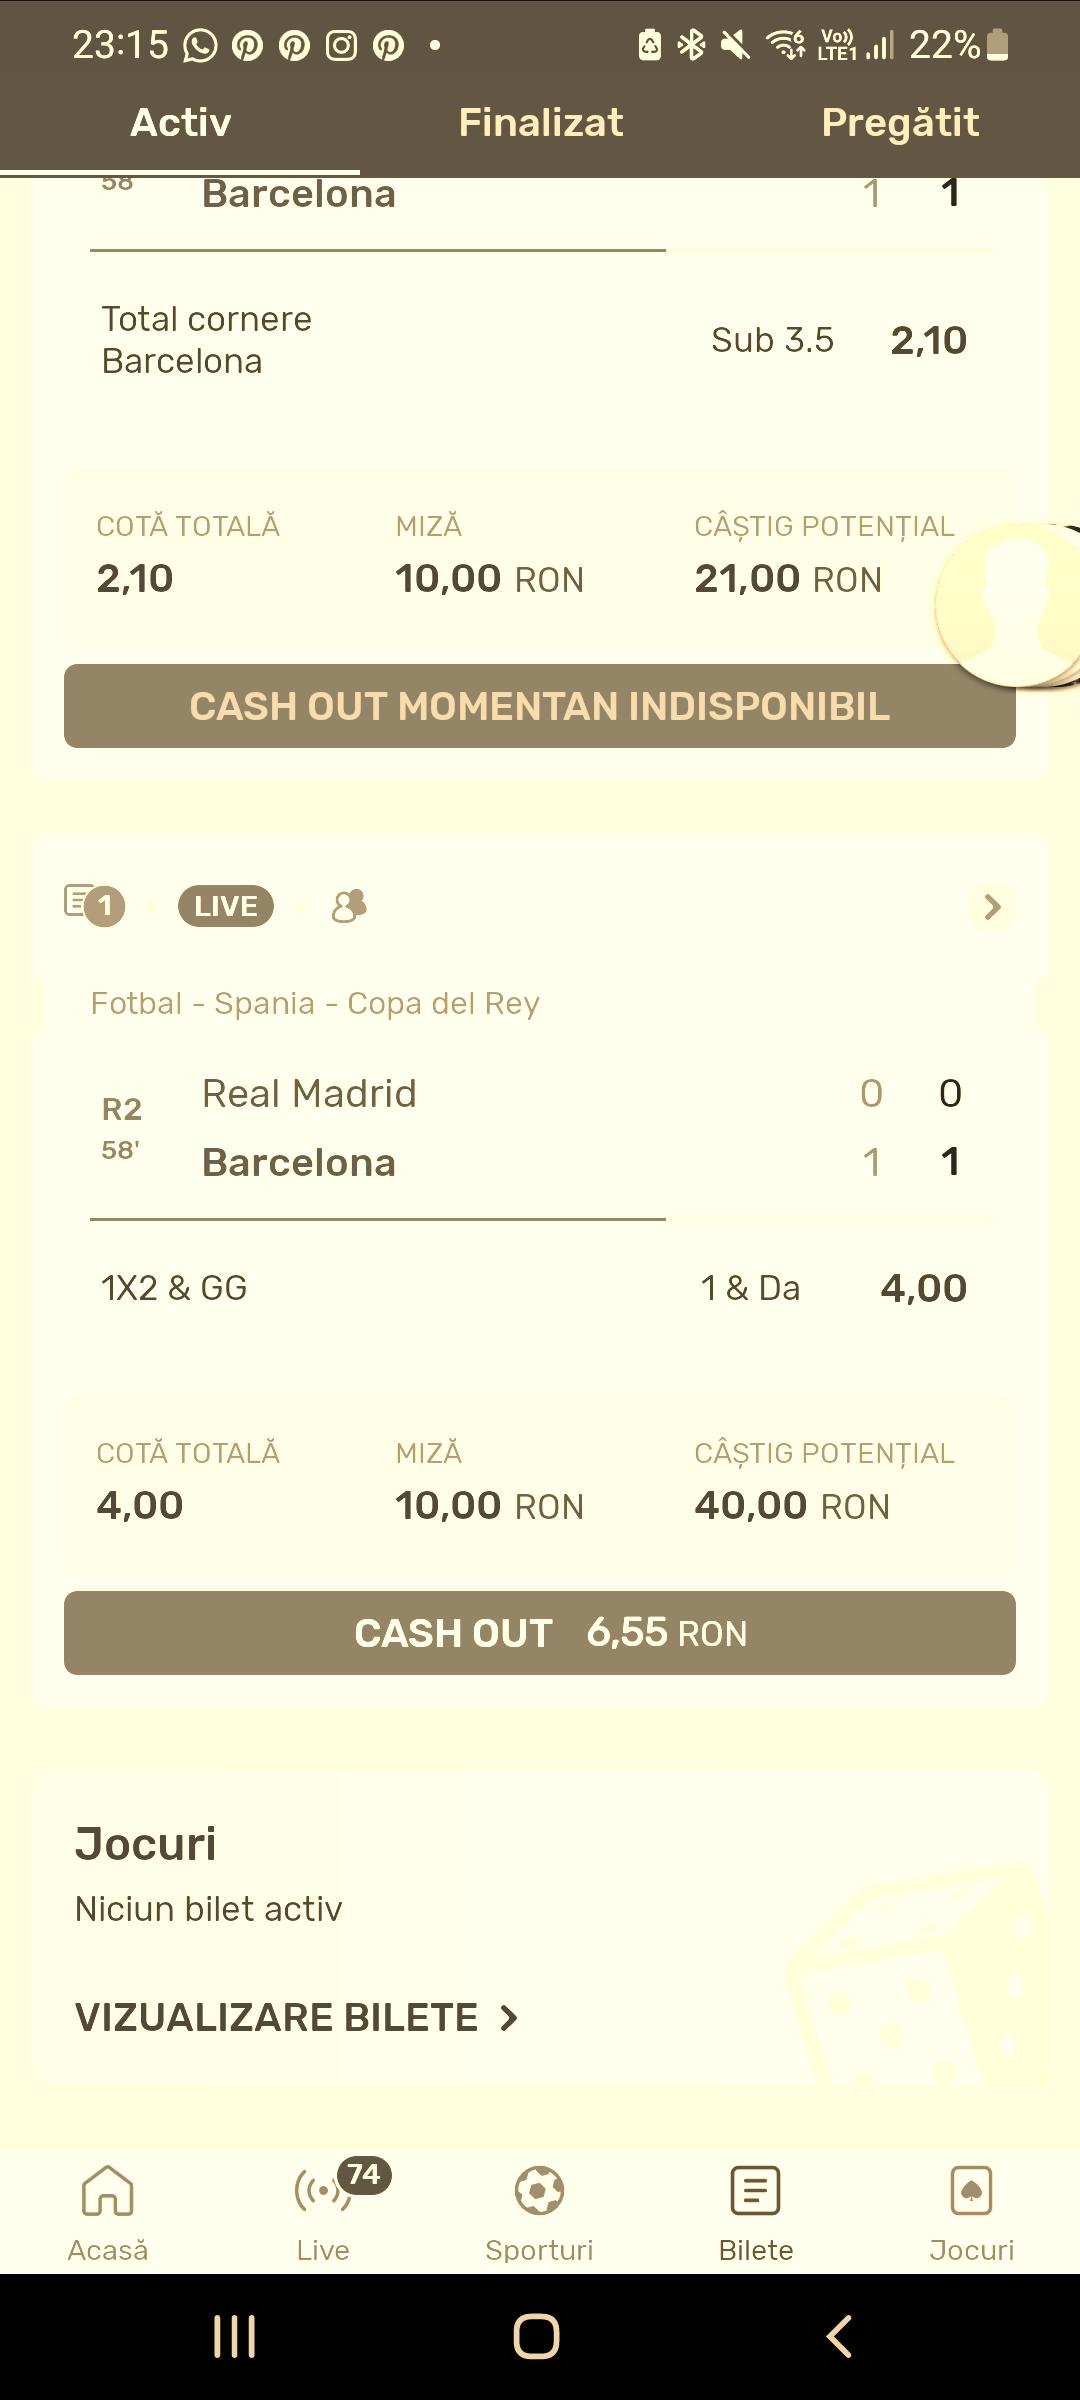 23:15 Vo)) LTE1 22%
Activ Finalizat Pregătit
58'
Barcelona 1 1
Total cornere
Barcelona
Sub 3.5 2,10
COTĂ TOTALĂ MIZĂ CÂȘTIG POTENȚIAL
2,10 10,00 RON 21,00 RON
CASH OUT MOMENTAN INDISPONIBIL
1 LIVE
Fotbal - Spania - Copa del Rey
R2
58'
Real Madrid 0 0
Barcelona 1 1
1X2 & GG 1 & Da 4,00
COTĂ TOTALĂ MIZĂ CÂȘTIG POTENȚIAL
4,00 10,00 RON 40,00 RON
CASH OUT 6,55 RON
Jocuri
Niciun bilet activ
VIZUALIZARE BILETE
74
Acasă Live Sporturi Bilete Jocuri